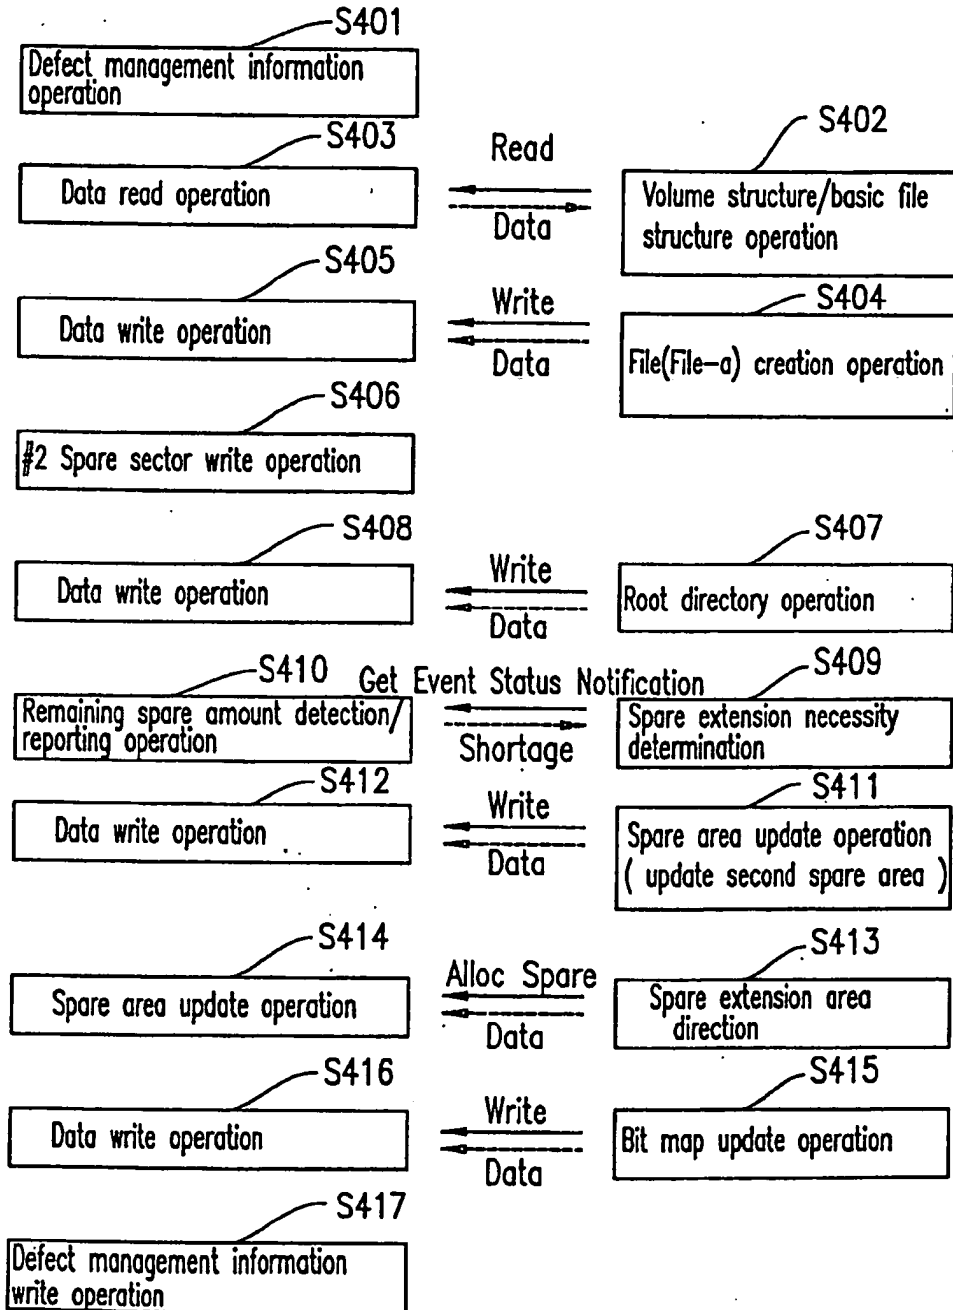 S401
Defect management information
operation
S403
Data read operation
Read
Data
S402
Volume structure/basic file
structure operation
S405
Data write operation
Write
Data
S404
File(File-a) creation operation
S406
#2 Spare sector write operation
S408
Data write operation
Write
Data
S407
Root directory operation
S410
Remaining spare amount detection/
reporting operation
Get Event Status Notification
Shortage
S409
Spare extension necessity
determination
S412
Data write operation
Write
Data
S411
Spare area update operation
( update second spare area )
S414
Spare area update operation
Alloc Spare
Data
S413
Spare extension area
direction
S416
Data write operation
Write
Data
S415
Bit map update operation
S417
Defect management information
write operation